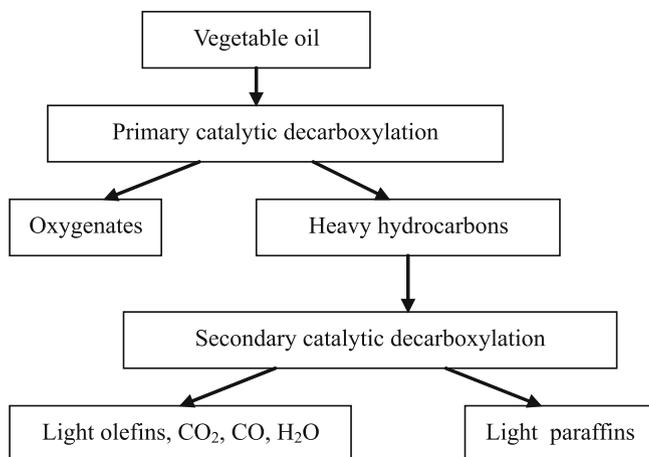 Vegetable oil
Primary catalytic decarboxylation
Oxygenates
Heavy hydrocarbons
Secondary catalytic decarboxylation
Light olefins, CO₂, CO, H₂O
Light paraffins